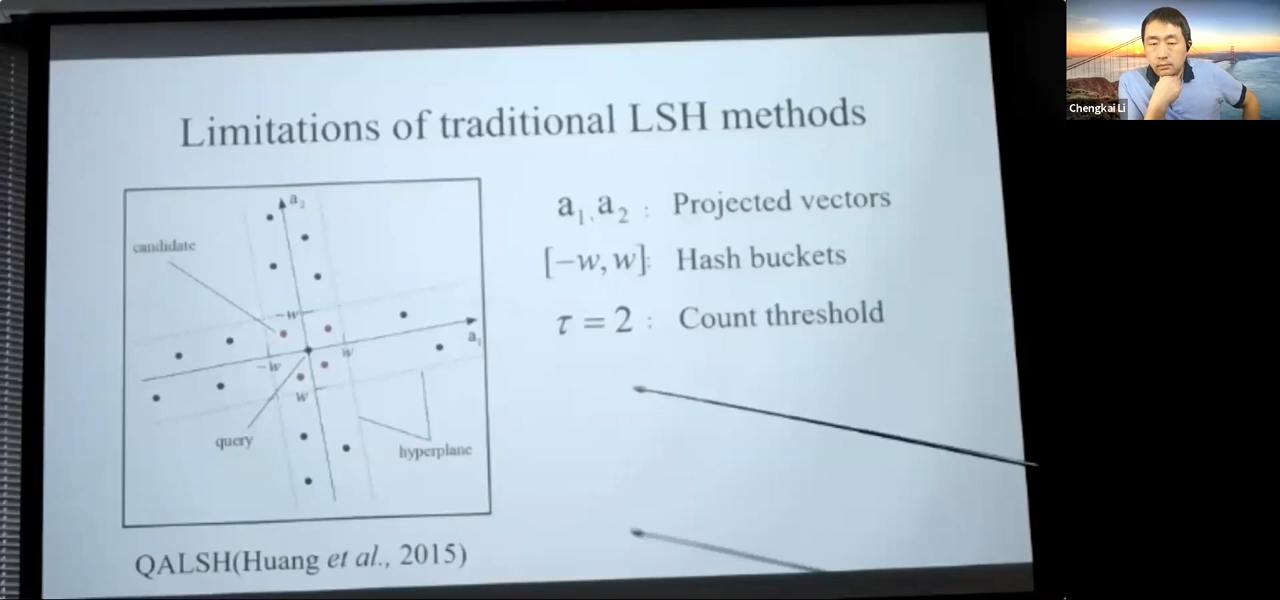 Limitations of traditional LSH methods
a₂
candidate
−w
a₁
w
−w
w
query
hyperplane
a₁, a₂ : Projected vectors
[−w, w]: Hash buckets
τ = 2 : Count threshold
QALSH(Huang et al., 2015)
Chengkai Li